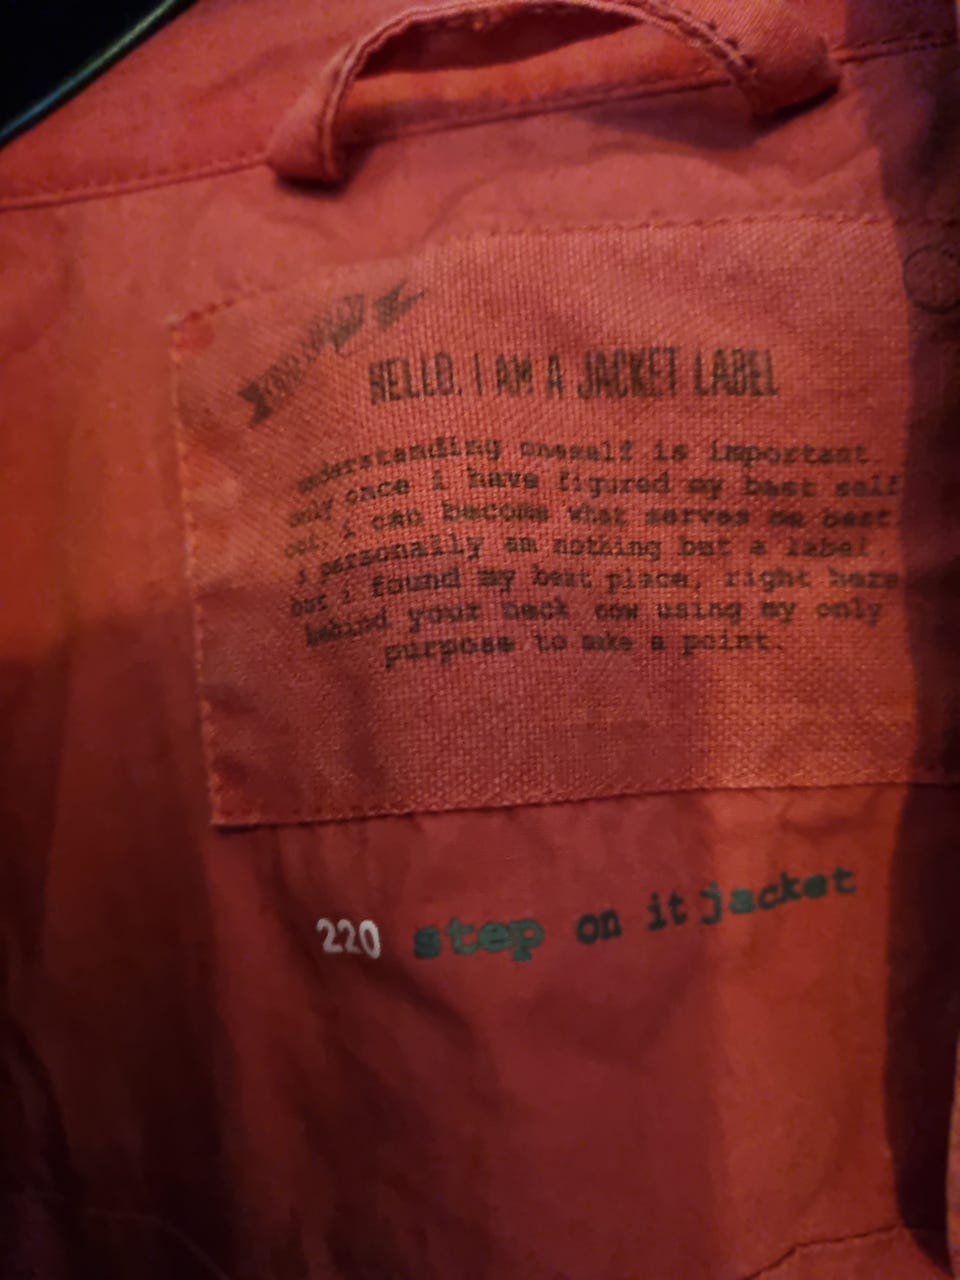 HELLO. I AM A JACKET LABEL
understanding oneself is important.
only once i have figured my best self
out, i can become what serves me best.
i personally am nothing but a label,
but i found my best place, right here
behind your neck now using my only
purpose to make a point.
220 step on it jacket